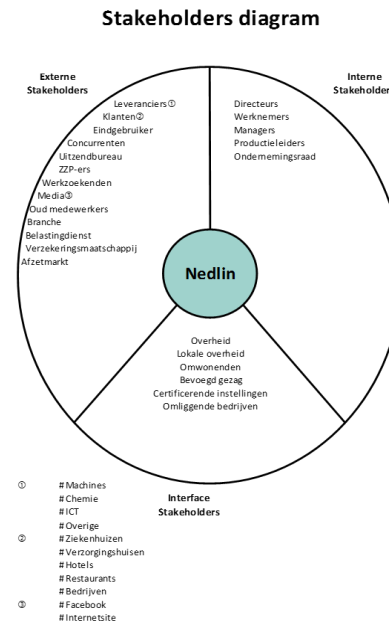 Stakeholders diagram
Externe
Stakeholders
Interne
Stakeholder
Leveranciers①
Klanten②
Eindgebruiker
Concurrenten
Uitzendbureau
ZZP-ers
Werkzoekenden
Media③
Oud medewerkers
Branche
Belastingdienst
Verzekeringsmaatschappij
Afzetmarkt
Directeurs
Werknemers
Managers
Productieleiders
Ondernemingsraad
Nedlin
Overheid
Lokale overheid
Omwonenden
Bevoegd gezag
Certificerende instellingen
Omliggende bedrijven
Interface
Stakeholders
① # Machines
# Chemie
# ICT
# Overige
② # Ziekenhuizen
# Verzorgingshuisen
# Hotels
# Restaurants
# Bedrijven
③ # Facebook
# Internetsite